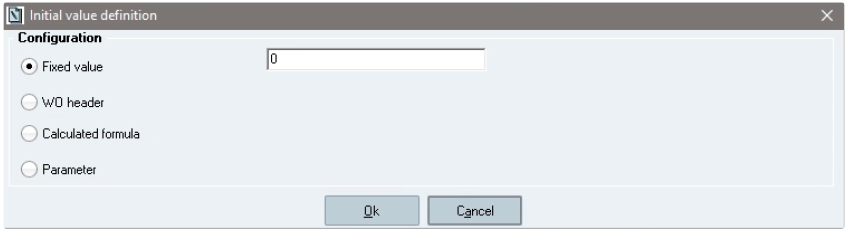 Initial value definition
Configuration
Fixed value
0
WO header
Calculated formula
Parameter
Ok
Cancel